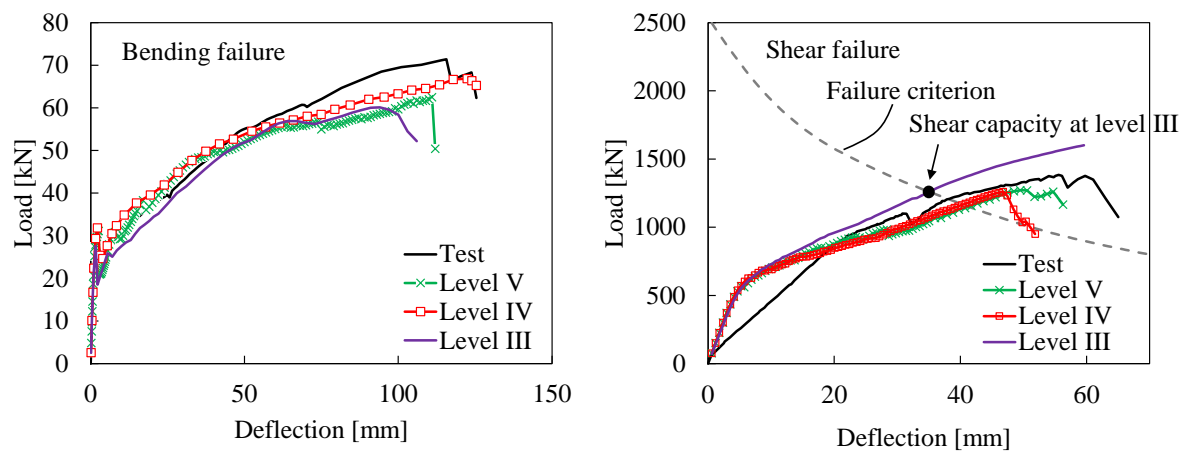 Bending failure
Load [kN]
80
70
60
50
40
30
20
10
0
Test
Level V
Level IV
Level III
0
50
100
150
Deflection [mm]
Shear failure
Failure criterion
Shear capacity at level III
Load [kN]
2500
2000
1500
1000
500
0
Test
Level V
Level IV
Level III
0
20
40
60
Deflection [mm]